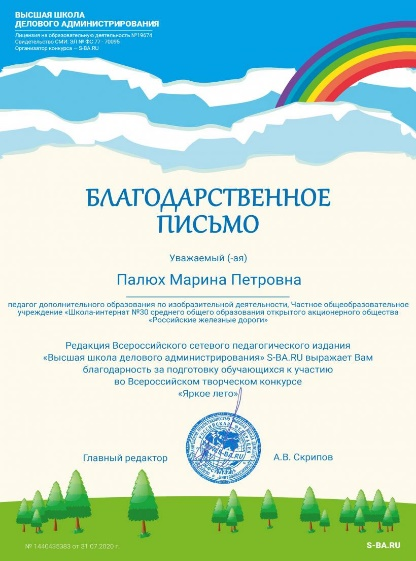 ВЫСШАЯ ШКОЛА
ДЕЛОВОГО АДМИНИСТРИРОВАНИЯ
Лицензия на образовательную деятельность №19674
Свидетельство СМИ: ЭЛ № ФС 77 - 70095
Организатор конкурса – S-BA.RU
БЛАГОДАРСТВЕННОЕ
ПИСЬМО
Уважаемый (-ая)
Палюх Марина Петровна
педагог дополнительного образования по изобразительной деятельности, Частное общеобразовательное
учреждение «Школа-интернат №30 среднего общего образования открытого акционерного общества
«Российские железные дороги»
Редакция Всероссийского сетевого педагогического издания
«Высшая школа делового администрирования» S-BA.RU выражает Вам
благодарность за подготовку обучающихся к участию
во Всероссийском творческом конкурсе
«Яркое лето»
Главный редактор
А.В. Скрипов
S-BA.RU
от 31.07.2020 г.
S-BA.RU